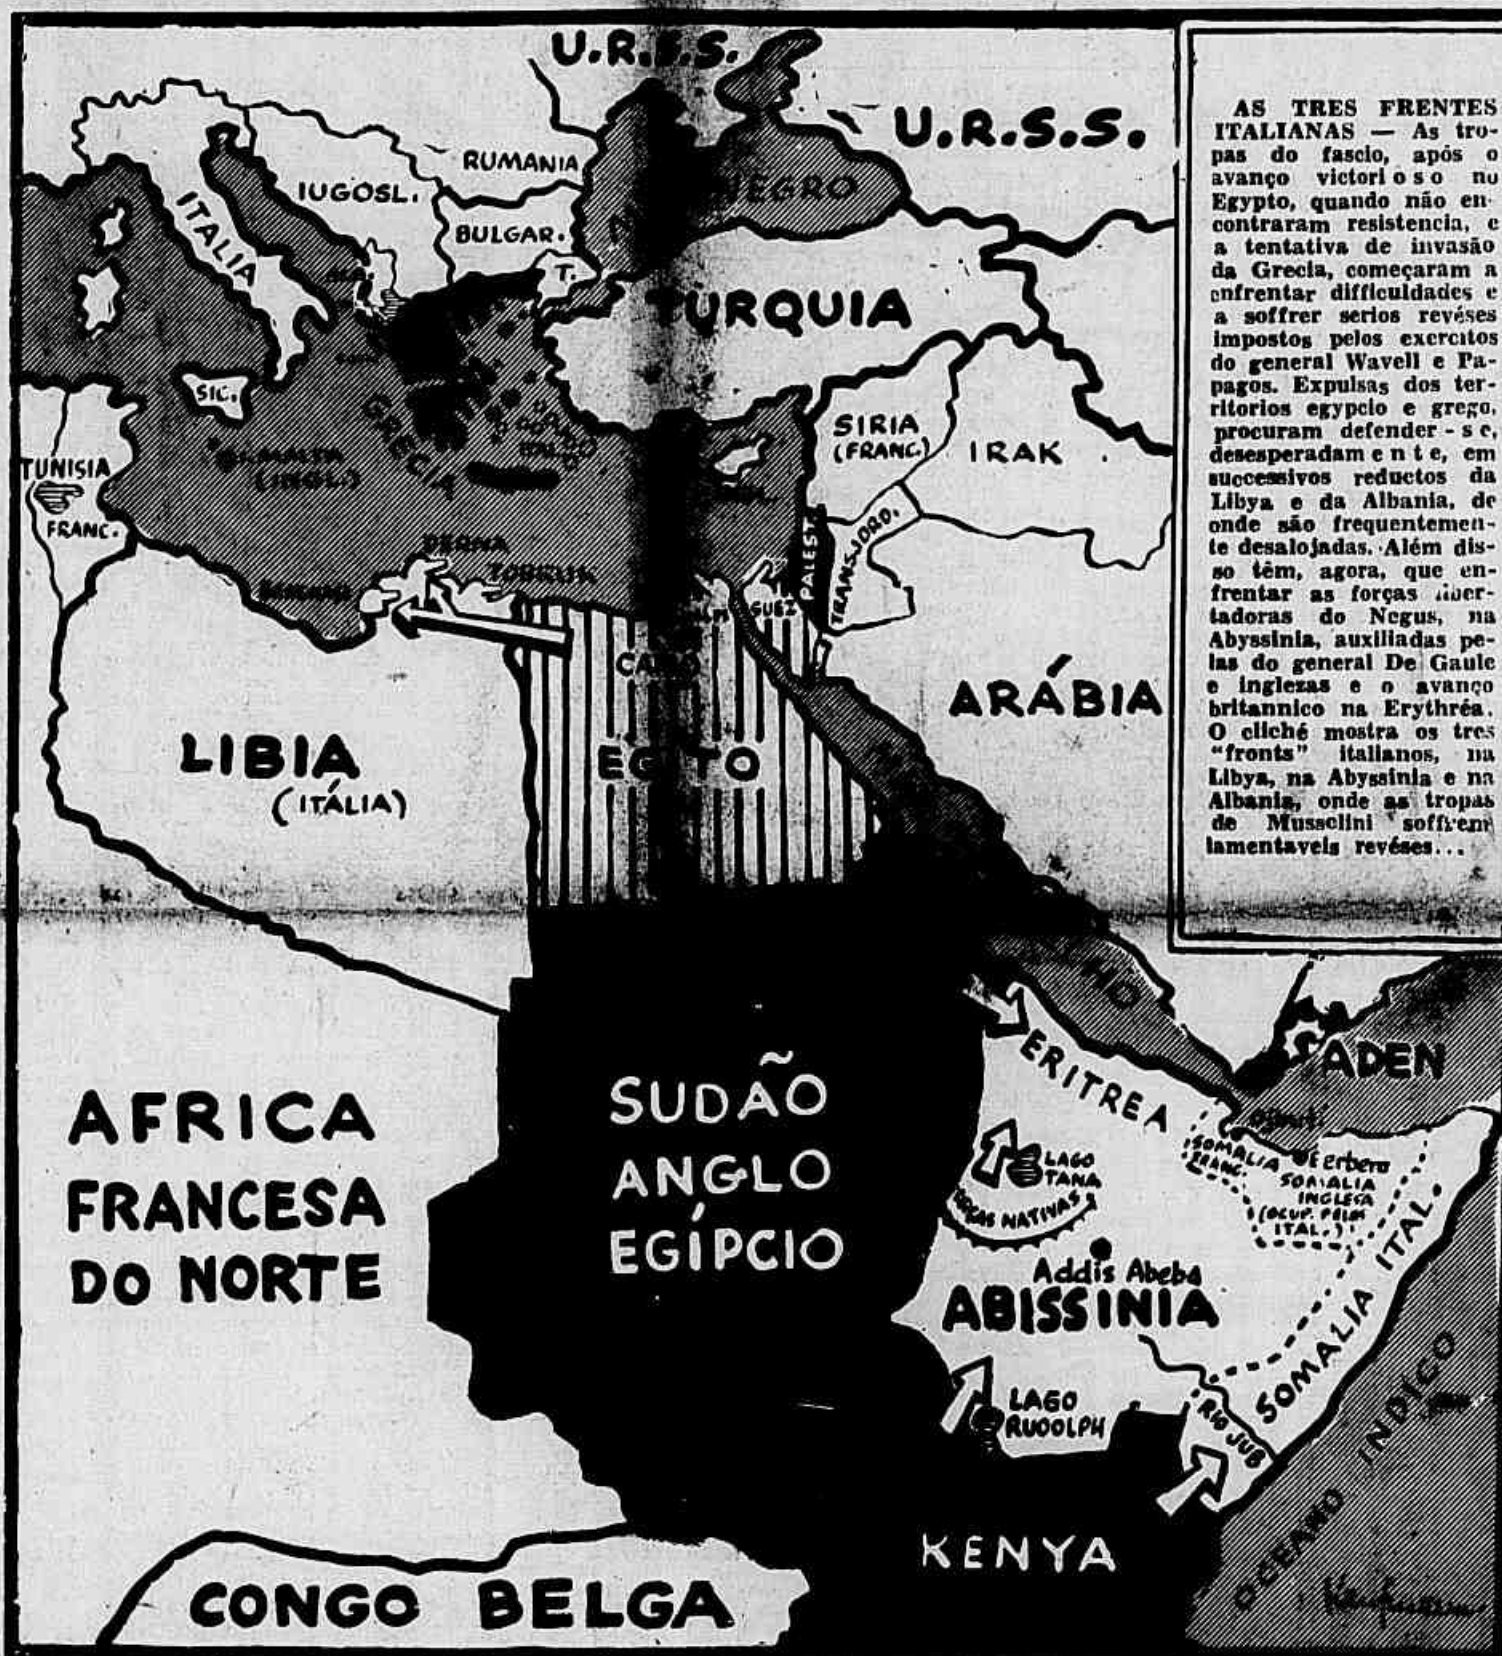 U.R.S.S.
U.R.S.S.
RUMANIA
IUGOSL.
NEGRO
ITALIA
BULGAR.
T.
TURQUIA
SIC.
GRECIA
SIRIA
(FRANC.)
IRAK
MALTA
(INGL.)
TUNISIA
FRANC.
PALEST.
TRANSJORD.
DERNA
TOBRUK
SUEZ
CAIRO
ARÁBIA
LIBIA
(ITÁLIA)
EGITO
AS TRES FRENTES
ITALIANAS — As tro-
pas do fascio, após o
avanço victorioso no
Egypto, quando não en-
contraram resistencia, e
a tentativa de invasão
da Grecia, começaram a
enfrentar difficuldades e
a soffrer serios revéses
impostos pelos exercitos
do general Wavell e Pa-
pagos. Expulsas dos ter-
ritorios egypcio e grego,
procuram defender-se,
desesperadamente, em
successivos reductos da
Libya e da Albania, de
onde são frequentemen-
te desalojadas. Além dis-
so têm, agora, que en-
frentar as forças liber-
tadoras do Negus, na
Abyssinia, auxiliadas pe-
las do general De Gaule
e inglezas e o avanço
britannico na Erythréa.
O cliché mostra os tres
"fronts" italianos, na
Libya, na Abyssinia e na
Albania, onde as tropas
de Mussolini soffrem
lamentaveis revéses...
ADEN
ERITREA
SUDÃO
ANGLO
EGÍPCIO
AFRICA
FRANCESA
DO NORTE
LAGO
TANA
FORÇAS NATIVAS
Djibuti
SOMALIA
FRANC.
Berbera
SOMALIA
INGLESA
(OCUP. PELOS
ITAL.)
SOMALIA ITAL.
Addis Abeba
ABISSINIA
LAGO
RUDOLPH
RIO JUB
OCEANO INDICO
KENYA
CONGO BELGA